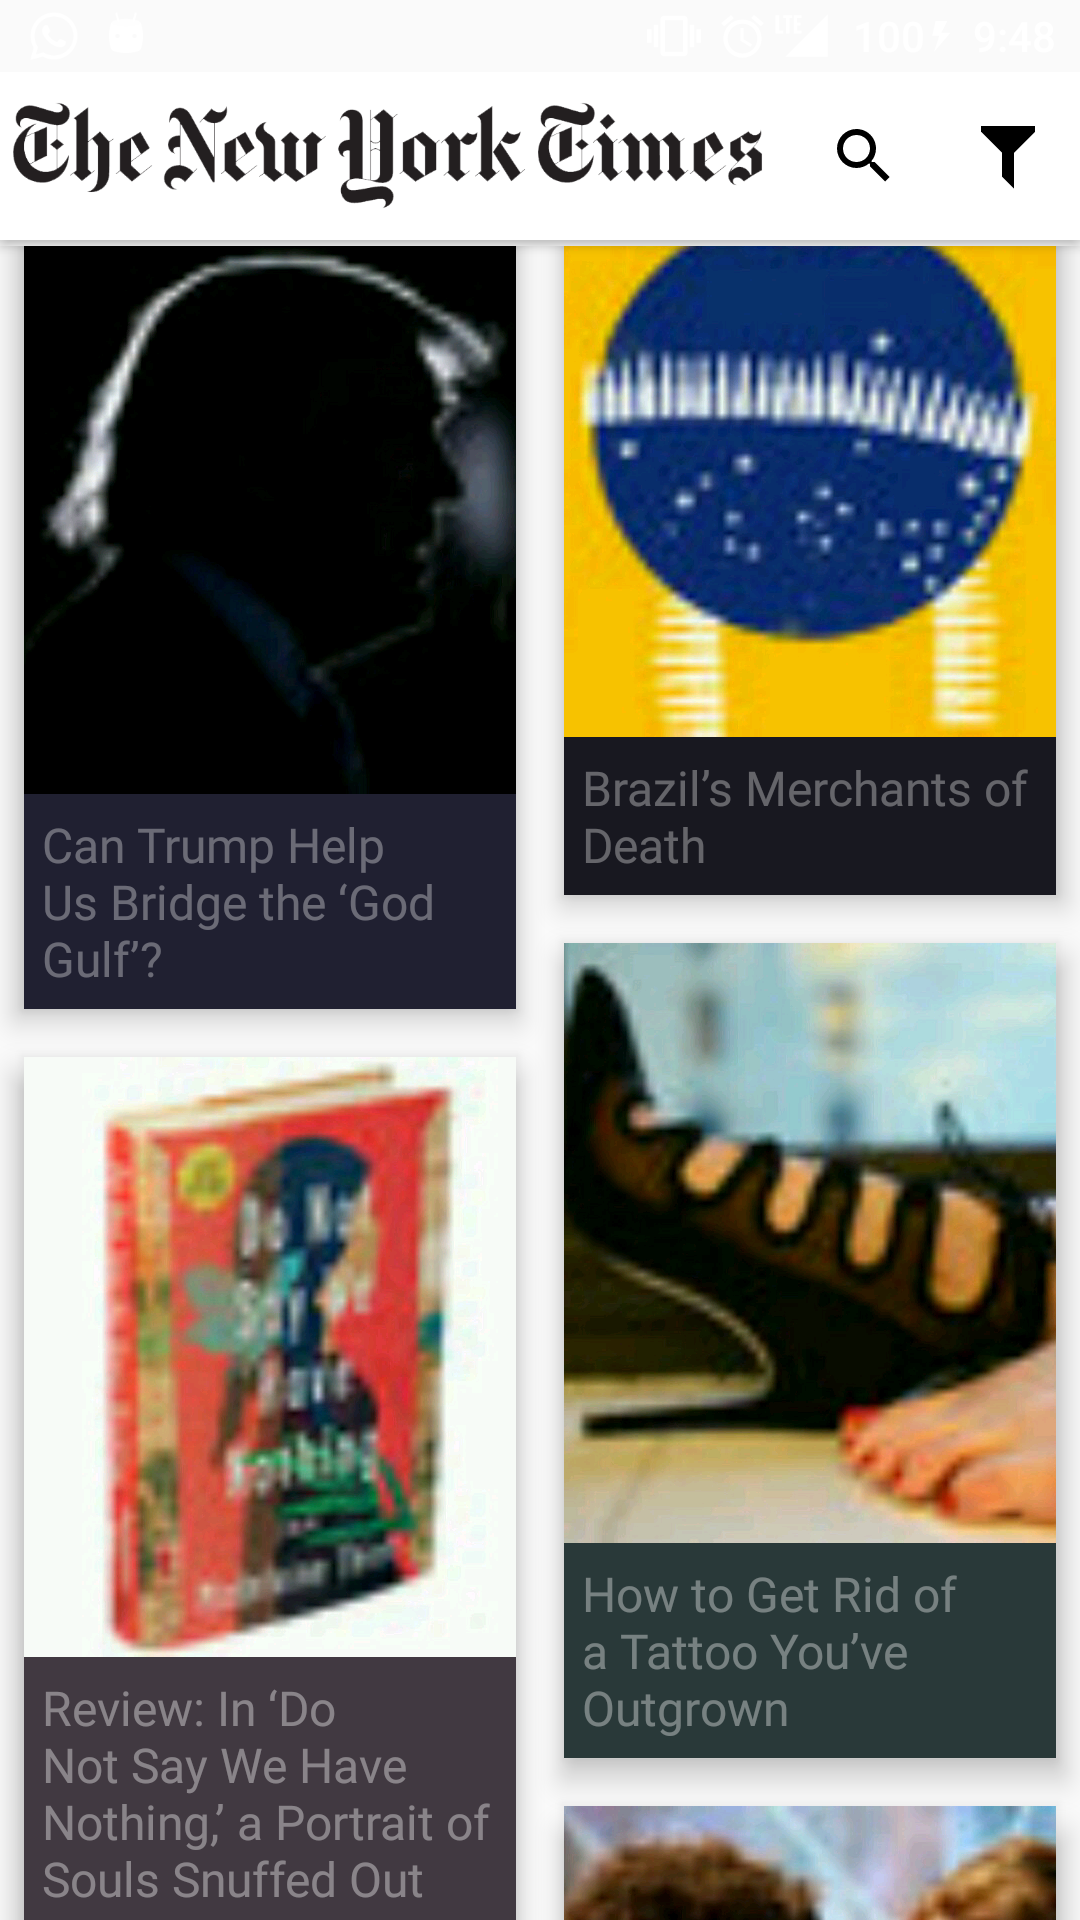 LTE 100 9:48
The New York Times
Can Trump Help
Us Bridge the ‘God
Gulf’?
Brazil’s Merchants of
Death
Do No
Say We
Have
Nothing
Review: In ‘Do
Not Say We Have
Nothing,’ a Portrait of
Souls Snuffed Out
How to Get Rid of
a Tattoo You’ve
Outgrown